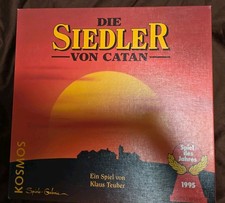 DIE
SIEDLER
VON CATAN
Ein Spiel von
Klaus Teuber
Spiel
des
Jahres
1995
KOSMOS